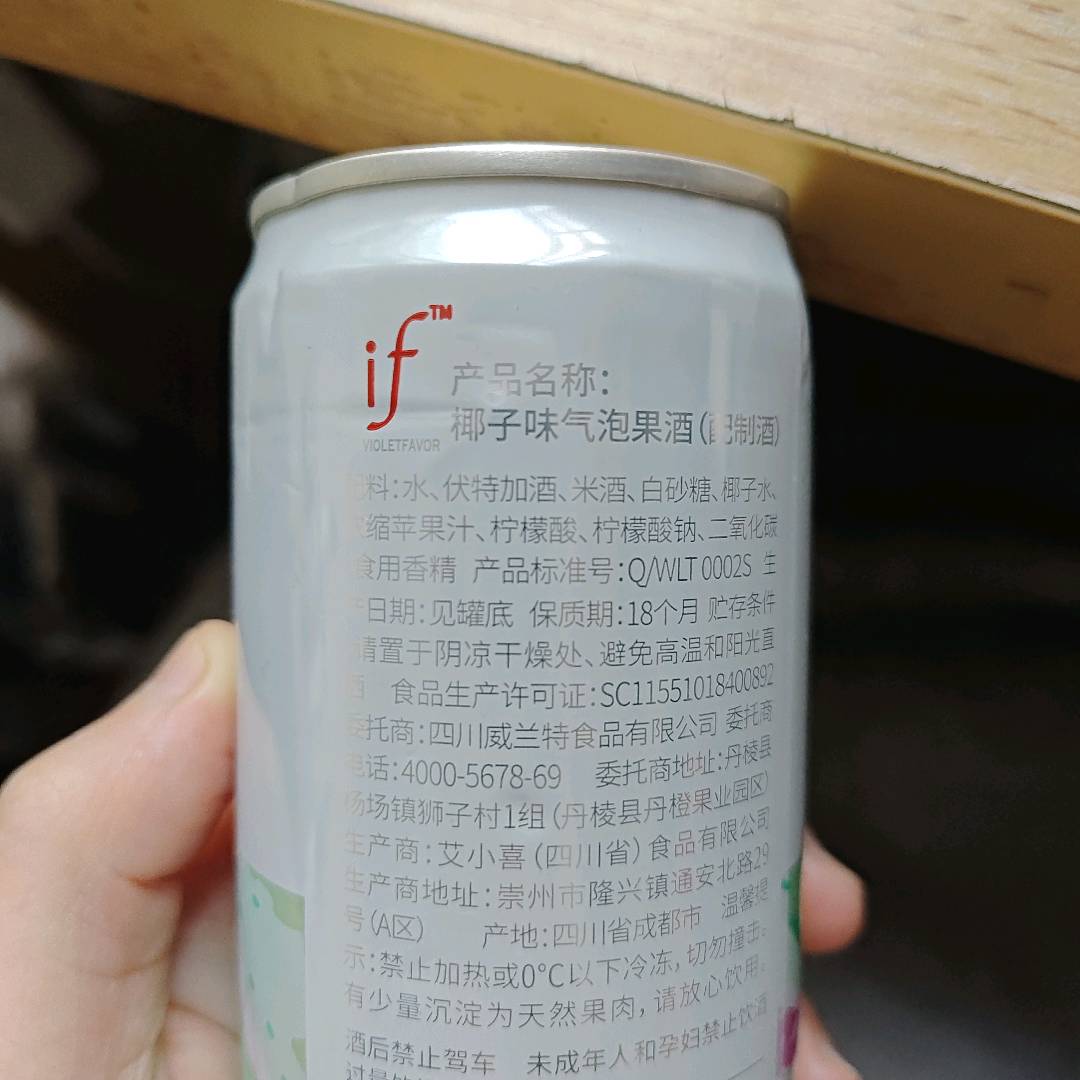 if™
VIOLETFAVOR
产品名称：
椰子味气泡果酒（配制酒）
料：水、伏特加酒、米酒、白砂糖、椰子水、
缩苹果汁、柠檬酸、柠檬酸钠、二氧化碳
食用香精 产品标准号：Q/WLT 0002S 生
日期：见罐底 保质期：18个月 贮存条件
请置于阴凉干燥处、避免高温和阳光直
食品生产许可证：SC11551018400892
委托商：四川威兰特食品有限公司 委托商
电话：4000-5678-69 委托商地址：丹棱县
杨场镇狮子村1组（丹棱县丹橙果业园区）
生产商：艾小喜（四川省）食品有限公司
生产商地址：崇州市隆兴镇通安北路29
号（A区） 产地：四川省成都市 温馨提
示：禁止加热或0°C以下冷冻，切勿撞击。
有少量沉淀为天然果肉，请放心饮用。
酒后禁止驾车 未成年人和孕妇禁止饮酒
过量